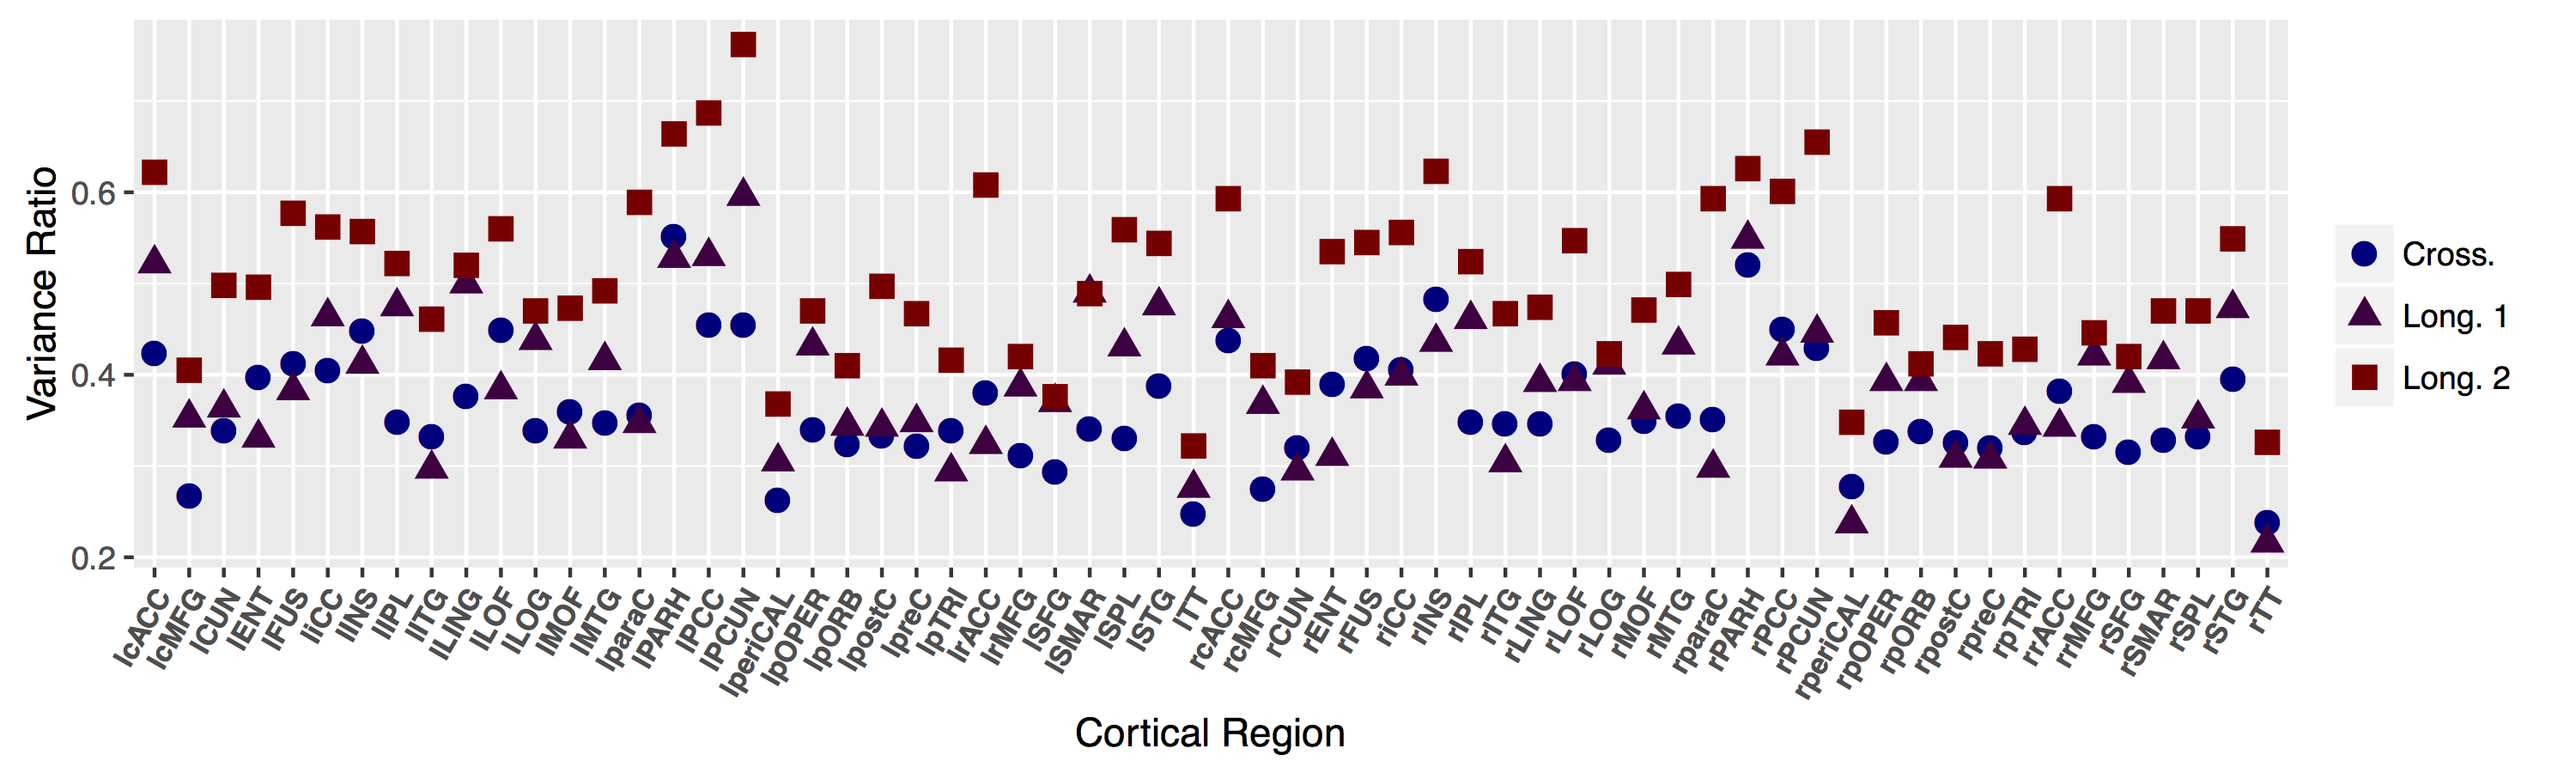 Variance Ratio
0.6
0.4
0.2
lcACC
lcMFG
lCUN
lENT
lFUS
liCC
lINS
lIPL
lITG
lLING
lLOF
lLOG
lMOF
lMTG
lparaC
lPARH
lPCC
lPCUN
lperiCAL
lpOPER
lpORB
lpostC
lpreC
lpTRI
lrACC
lrMFG
lSFG
lSMAR
lSPL
lSTG
lTT
rcACC
rcMFG
rCUN
rENT
rFUS
riCC
rINS
rIPL
rITG
rLING
rLOF
rLOG
rMOF
rMTG
rparaC
rPARH
rPCC
rPCUN
rperiCAL
rpOPER
rpORB
rpostC
rpreC
rpTRI
rrACC
rrMFG
rSFG
rSMAR
rSPL
rSTG
rTT
Cortical Region
Cross.
Long. 1
Long. 2